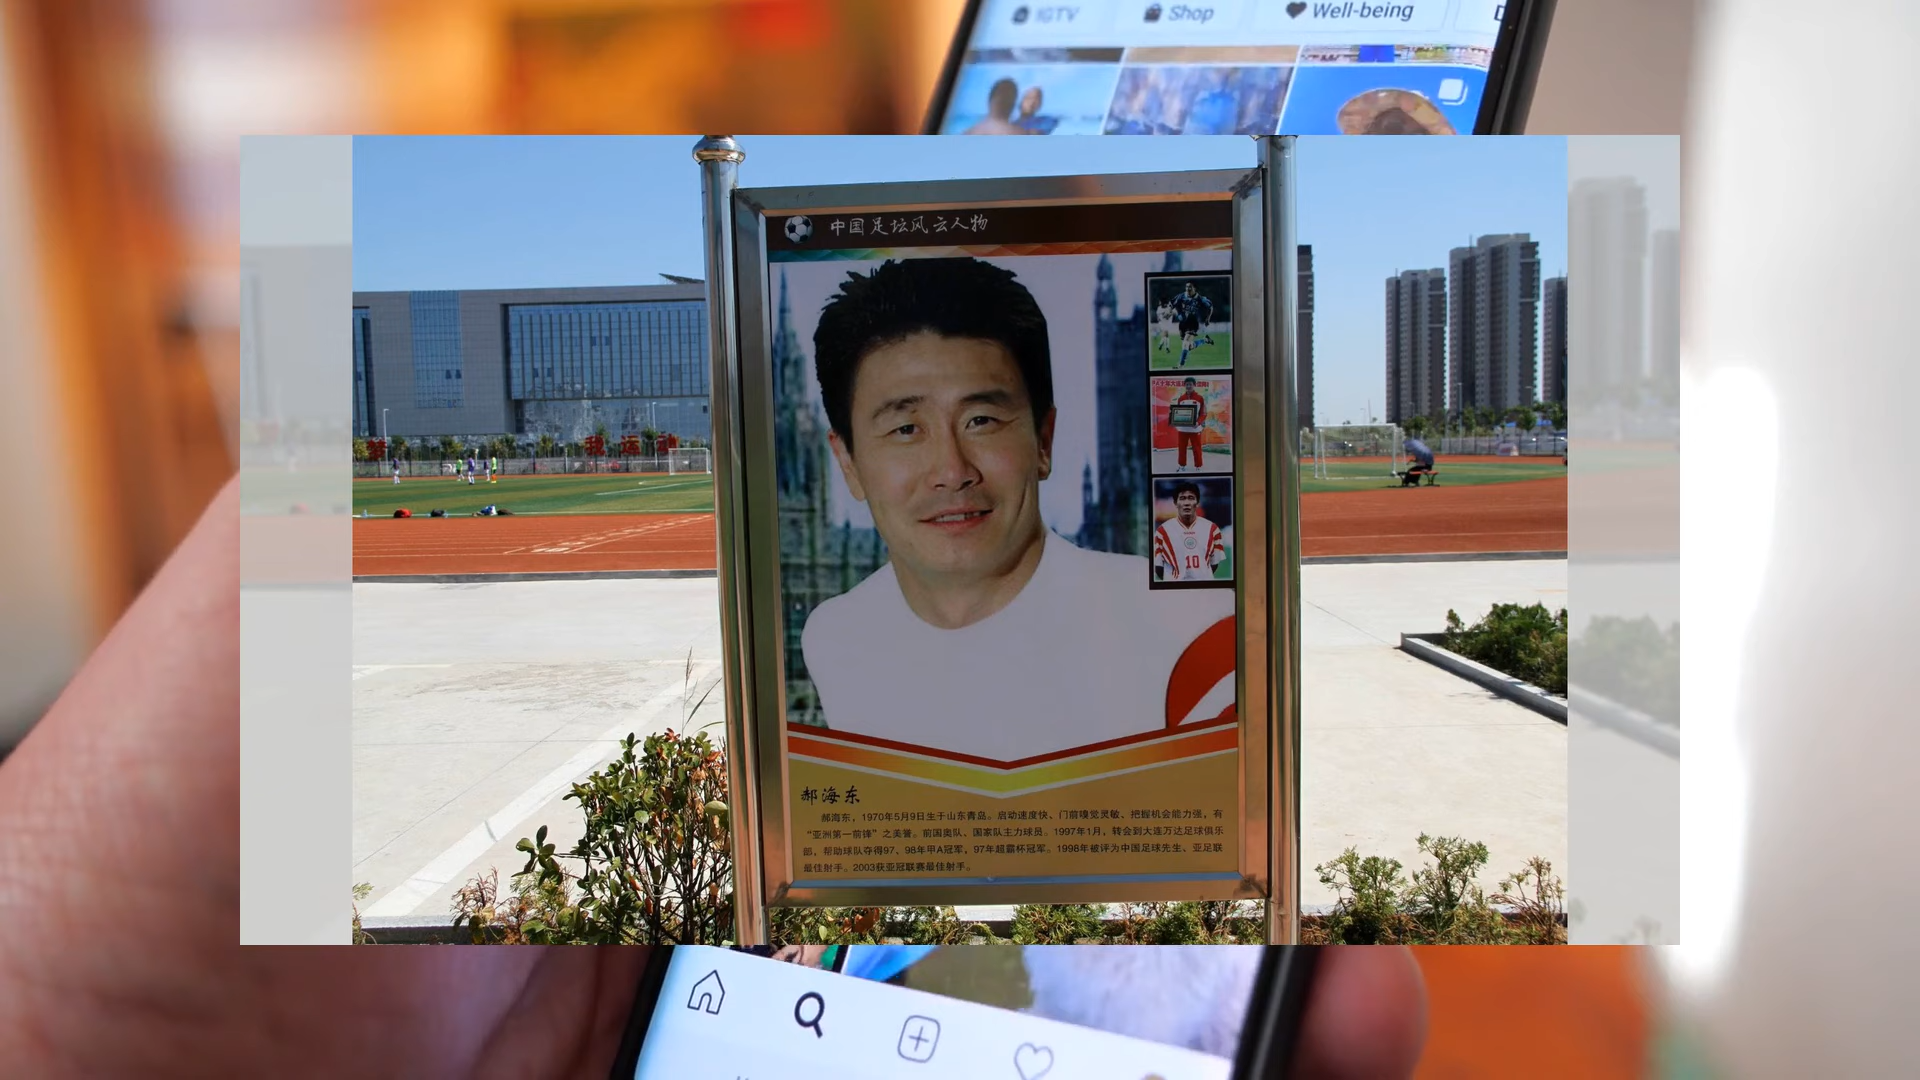 IGTV
Shop
Well-being
中国足坛风云人物
我运动
10
郝海东
郝海东，1970年5月9日生于山东青岛。启动速度快、门前嗅觉灵敏、把握机会能力强，有
“亚洲第一前锋”之美誉。前国奥队、国家队主力球员。1997年1月，转会到大连万达足球俱乐
部，帮助球队夺得97、98年甲A冠军，97年超霸杯冠军。1998年被评为中国足球先生、亚足联
最佳射手。2003获亚冠联赛最佳射手。